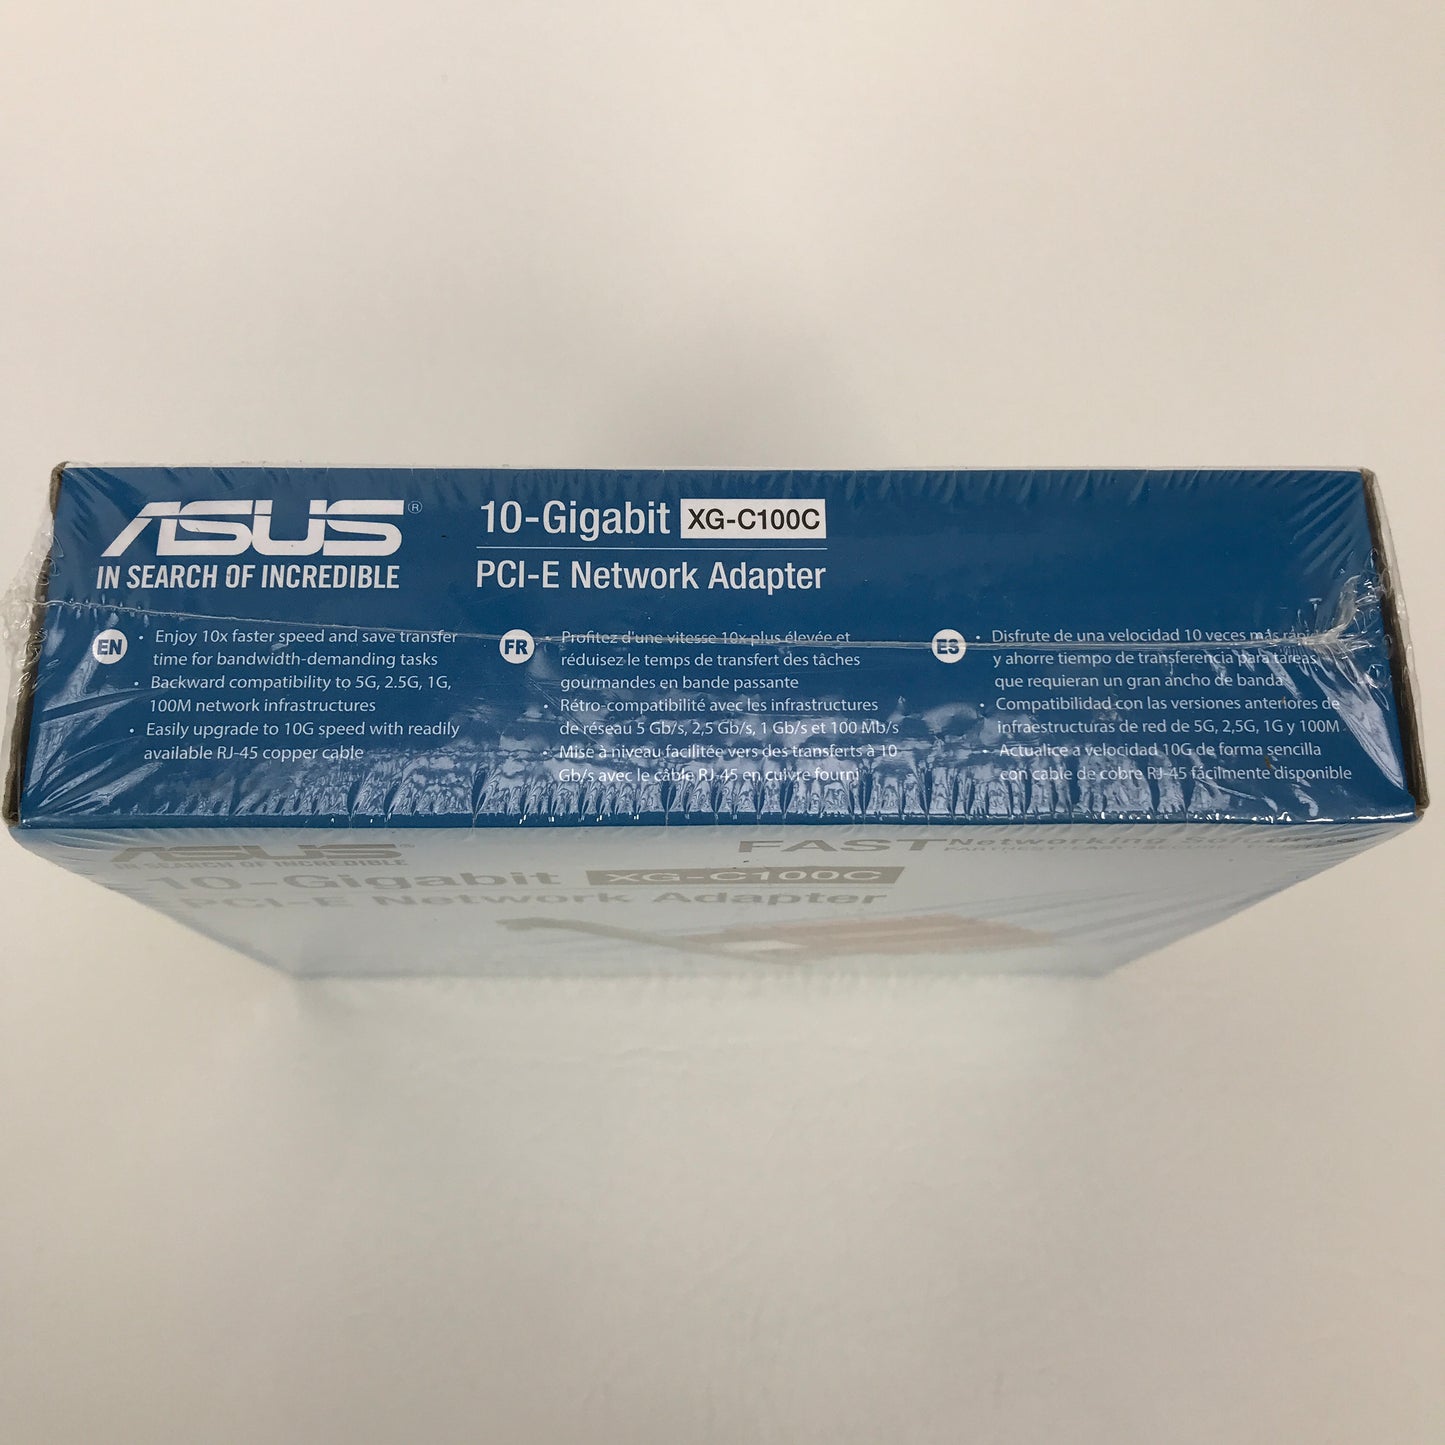 ASUS®
IN SEARCH OF INCREDIBLE
10-Gigabit XG-C100C
PCI-E Network Adapter
EN
• Enjoy 10x faster speed and save transfer
time for bandwidth-demanding tasks
• Backward compatibility to 5G, 2.5G, 1G,
100M network infrastructures
• Easily upgrade to 10G speed with readily
available RJ-45 copper cable
FR
• Profitez d'une vitesse 10x plus élevée et
réduisez le temps de transfert des tâches
gourmandes en bande passante
• Rétro-compatibilité avec les infrastructures
de réseau 5 Gb/s, 2,5 Gb/s, 1 Gb/s et 100 Mb/s
• Mise à niveau facilitée vers des transferts à 10
Gb/s avec le câble RJ-45 en cuivre fourni
ES
• Disfrute de una velocidad 10 veces más
y ahorre tiempo de transferencia para tareas
que requieran un gran ancho de banda
• Compatibilidad con las versiones anteriores de
infraestructuras de red de 5G, 2,5G, 1G y 100M
• Actualice a velocidad 10G de forma sencilla
con cable de cobre RJ-45 fácilmente disponible
ASUS
IN SEARCH OF INCREDIBLE
FAST Networking
10-Gigabit XG-C100C
PCI-E Network Adapter